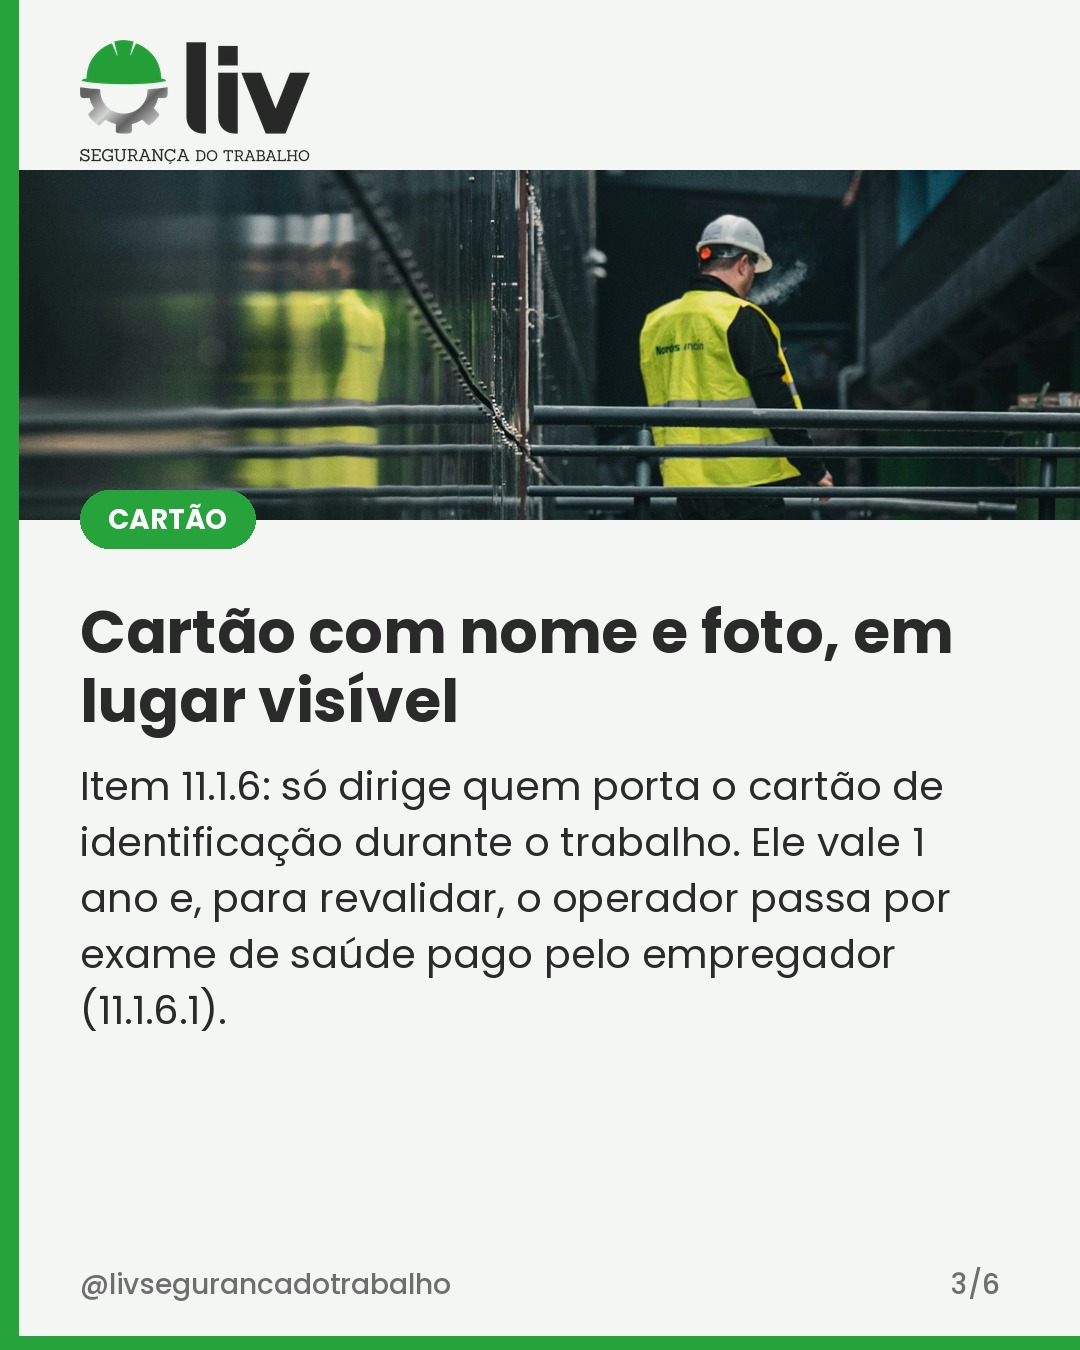 liv
SEGURANÇA DO TRABALHO
CARTÃO
Cartão com nome e foto, em
lugar visível
Item 11.1.6: só dirige quem porta o cartão de
identificação durante o trabalho. Ele vale 1
ano e, para revalidar, o operador passa por
exame de saúde pago pelo empregador
(11.1.6.1).
@livsegurancadotrabalho
3/6